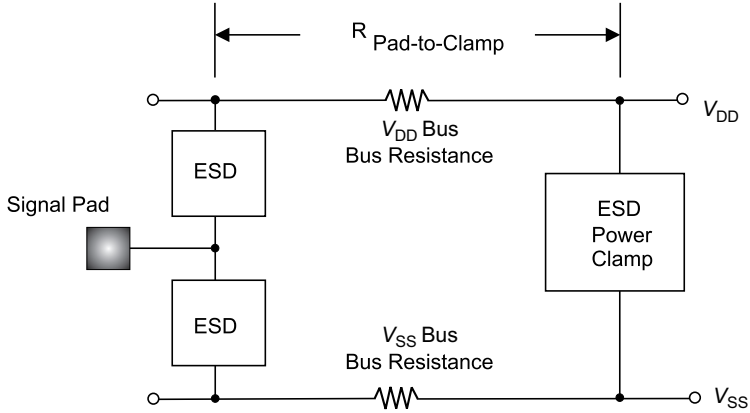 R Pad-to-Clamp
VDD
VDD Bus
Bus Resistance
ESD
Signal Pad
ESD
Power
Clamp
ESD
VSS Bus
Bus Resistance
VSS